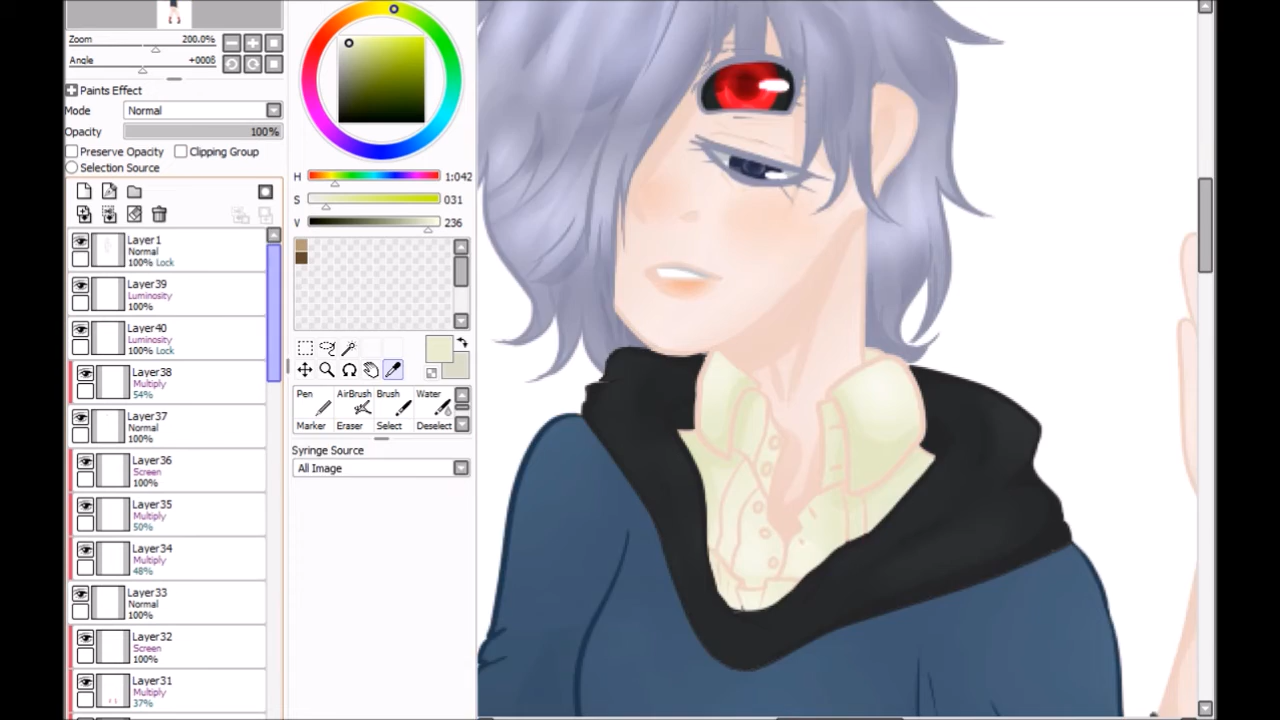 Zoom 200.0%
Angle +000δ
Paints Effect
Mode Normal
Opacity 100%
Preserve Opacity Clipping Group
Selection Source
Layer1
Normal
100% Lock
Layer39
Luminosity
100%
Layer40
Luminosity
100% Lock
Layer38
Multiply
54%
Layer37
Normal
100%
Layer36
Screen
100%
Layer35
Multiply
50%
Layer34
Multiply
48%
Layer33
Normal
100%
Layer32
Screen
100%
Layer31
Multiply
37%
H 1:042
S 031
V 236
Pen AirBrush Brush Water
Marker Eraser Select Deselect
Syringe Source
All Image